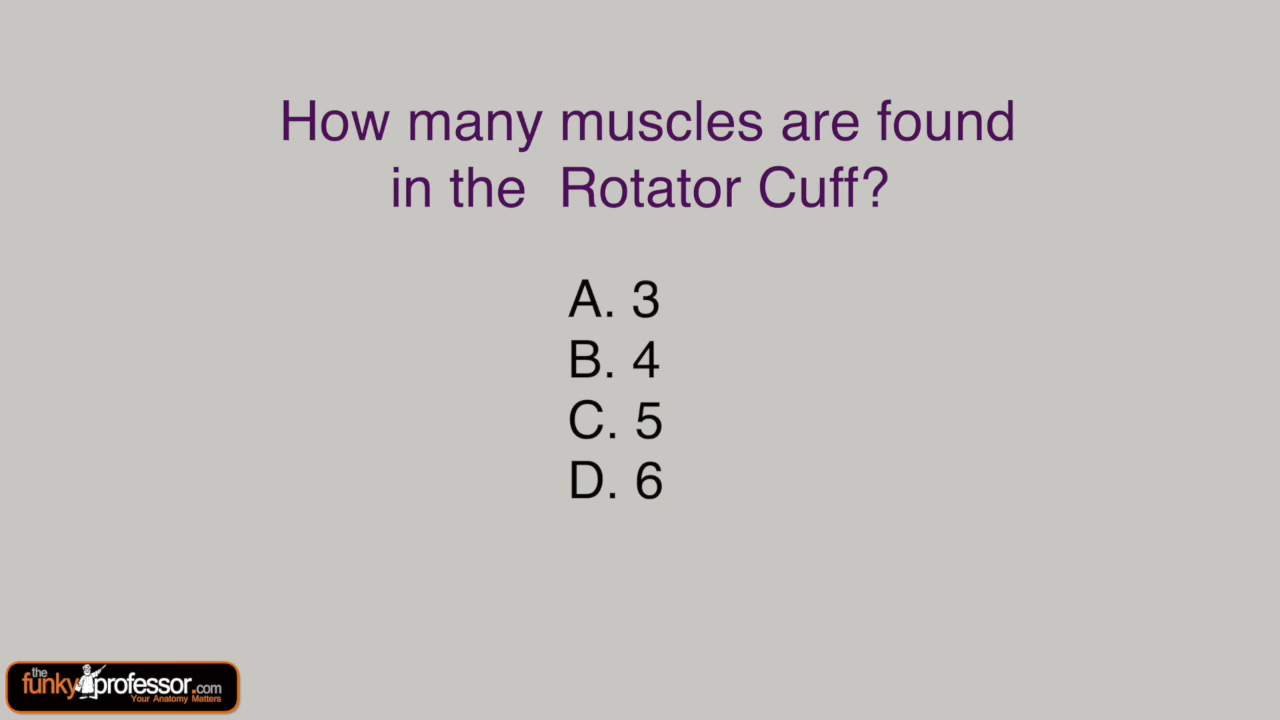 How many muscles are found
in the  Rotator Cuff?
A. 3
B. 4
C. 5
D. 6
the
funky professor.com
Your Anatomy Matters